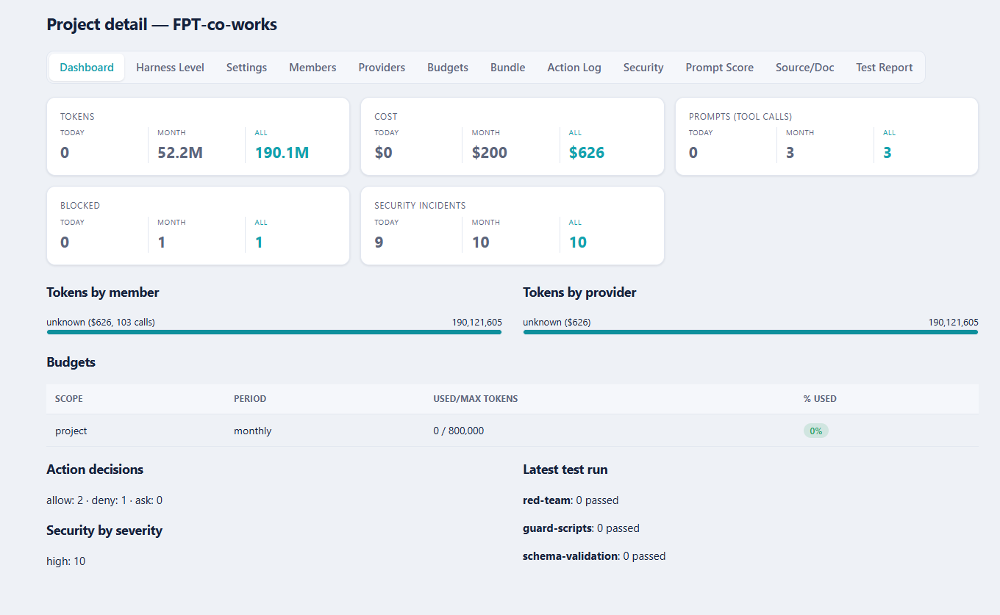 Project detail — FPT-co-works
Dashboard Harness Level Settings Members Providers Budgets Bundle Action Log Security Prompt Score Source/Doc Test Report
TOKENS
TODAY MONTH ALL
0 52.2M 190.1M
COST
TODAY MONTH ALL
$0 $200 $626
PROMPTS (TOOL CALLS)
TODAY MONTH ALL
0 3 3
BLOCKED
TODAY MONTH ALL
0 1 1
SECURITY INCIDENTS
TODAY MONTH ALL
9 10 10
Tokens by member
unknown ($626, 103 calls) 190,121,605
Tokens by provider
unknown ($626) 190,121,605
Budgets
SCOPE PERIOD USED/MAX TOKENS % USED
project monthly 0 / 800,000 0%
Action decisions
allow: 2 · deny: 1 · ask: 0
Security by severity
high: 10
Latest test run
red-team: 0 passed
guard-scripts: 0 passed
schema-validation: 0 passed